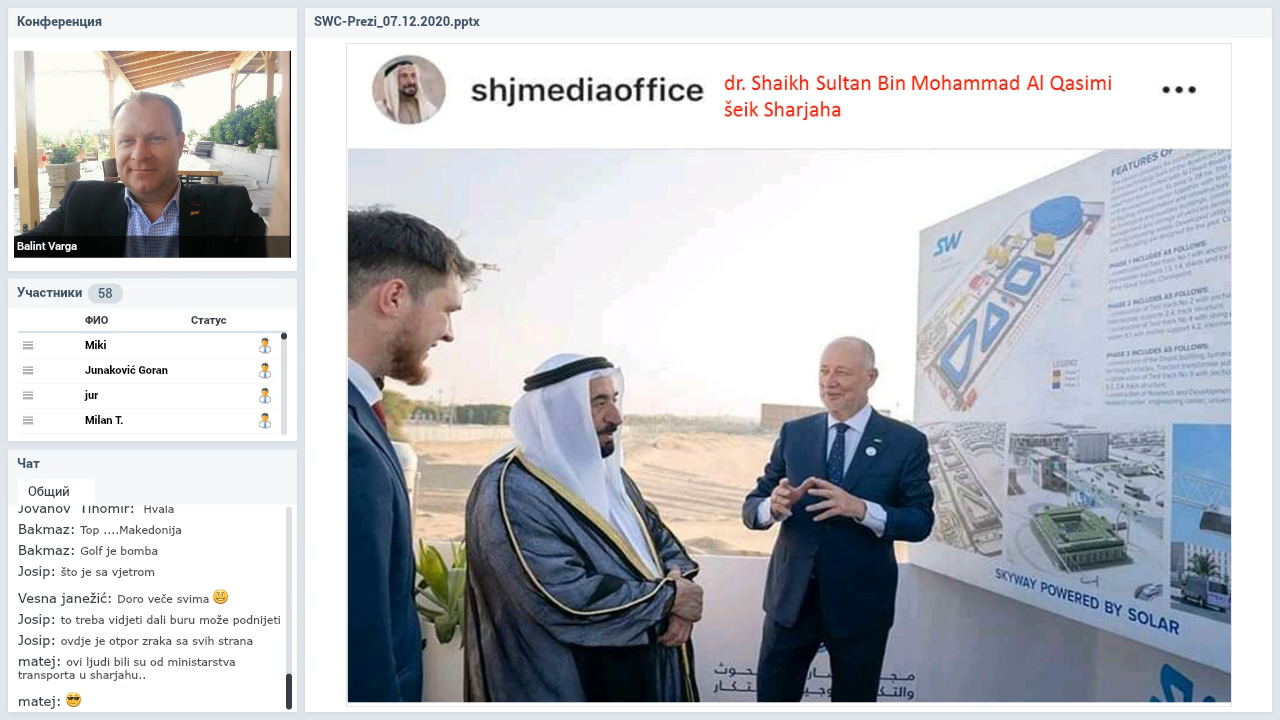 Конференция
Balint Varga
Участники 58
ФИО Статус
Miki
Junaković Goran
jur
Milan T.
Чат
Общий
Jovanov Tihomir: Hvala
Bakmaz: Top ....Makedonija
Bakmaz: Golf je bomba
Josip: što je sa vjetrom
Vesna janežić: Doro veče svima
Josip: to treba vidjeti dali buru može podnijeti
Josip: ovdje je otpor zraka sa svih strana
matej: ovi ljudi bili su od ministarstva
transporta u sharjahu..
matej:
SWC-Prezi_07.12.2020.pptx
shjmediaoffice
dr. Shaikh Sultan Bin Mohammad Al Qasimi
šeik Sharjaha
SW
FEATURES OF
PHASE 1 INCLUDES AS FOLLOWS:
PHASE 2 INCLUDES AS FOLLOWS:
PHASE 3 INCLUDES AS FOLLOWS:
LEGEND
SKYWAY POWERED BY SOLAR